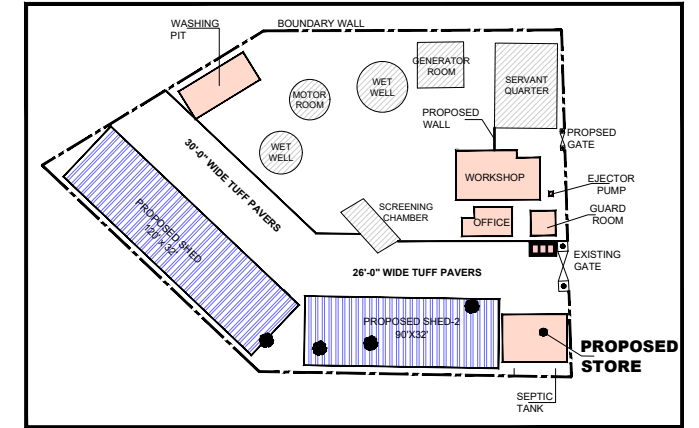 WASHING
PIT
BOUNDARY WALL
GENERATOR
ROOM
WET
WELL
SERVANT
QUARTER
MOTOR
ROOM
PROPOSED
WALL
PROPSED
GATE
WET
WELL
30'-0" WIDE TUFF PAVERS
WORKSHOP
EJECTOR
PUMP
SCREENING
CHAMBER
OFFICE
GUARD
ROOM
PROPOSED SHED
120'X32'
EXISTING
GATE
26'-0" WIDE TUFF PAVERS
PROPOSED SHED-2
90'X32'
PROPOSED
STORE
SEPTIC
TANK